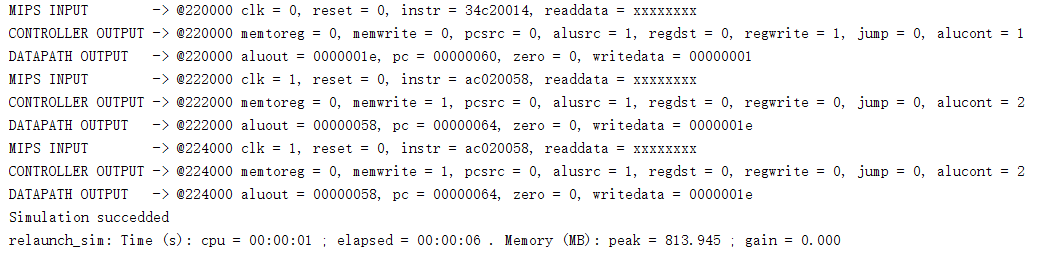 MIPS INPUT        -> @220000 clk = 0, reset = 0, instr = 34c20014, readdata = xxxxxxxx
CONTROLLER OUTPUT -> @220000 memtoreg = 0, memwrite = 0, pcsrc = 0, alusrc = 1, regdst = 0, regwrite = 1, jump = 0, alucont = 1
DATAPATH OUTPUT   -> @220000 aluout = 0000001e, pc = 00000060, zero = 0, writedata = 00000001
MIPS INPUT        -> @222000 clk = 1, reset = 0, instr = ac020058, readdata = xxxxxxxx
CONTROLLER OUTPUT -> @222000 memtoreg = 0, memwrite = 1, pcsrc = 0, alusrc = 1, regdst = 0, regwrite = 0, jump = 0, alucont = 2
DATAPATH OUTPUT   -> @222000 aluout = 00000058, pc = 00000064, zero = 0, writedata = 0000001e
MIPS INPUT        -> @224000 clk = 1, reset = 0, instr = ac020058, readdata = xxxxxxxx
CONTROLLER OUTPUT -> @224000 memtoreg = 0, memwrite = 1, pcsrc = 0, alusrc = 1, regdst = 0, regwrite = 0, jump = 0, alucont = 2
DATAPATH OUTPUT   -> @224000 aluout = 00000058, pc = 00000064, zero = 0, writedata = 0000001e
Simulation succedded
relaunch_sim: Time (s): cpu = 00:00:01 ; elapsed = 00:00:06 . Memory (MB): peak = 813.945 ; gain = 0.000